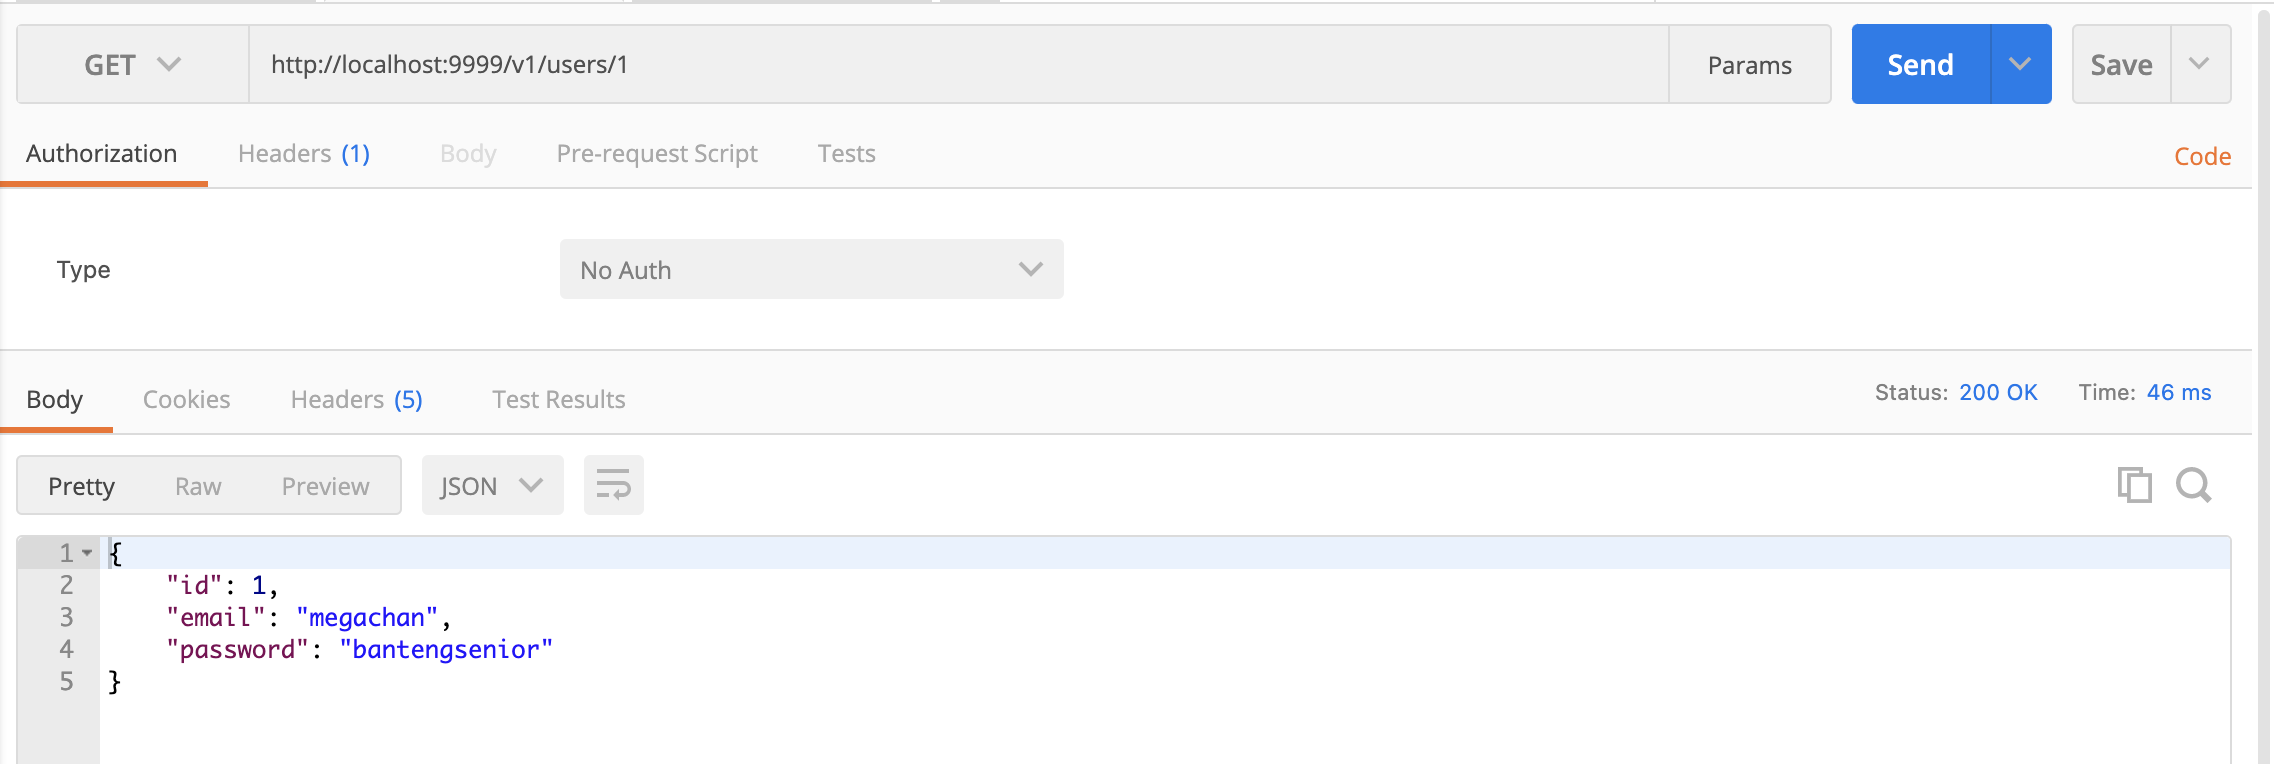 GET http://localhost:9999/v1/users/1 Params Send Save
Authorization Headers (1) Body Pre-request Script Tests Code
Type No Auth
Body Cookies Headers (5) Test Results Status: 200 OK Time: 46 ms
Pretty Raw Preview JSON
1 {
2 "id": 1,
3 "email": "megachan",
4 "password": "bantengsenior"
5 }